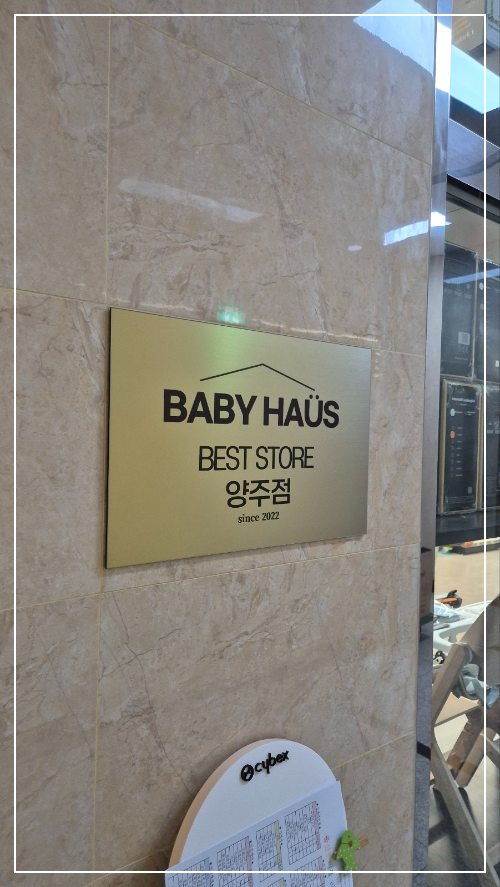 BABY HAÜS
BEST STORE
양주점
since 2022
cybex